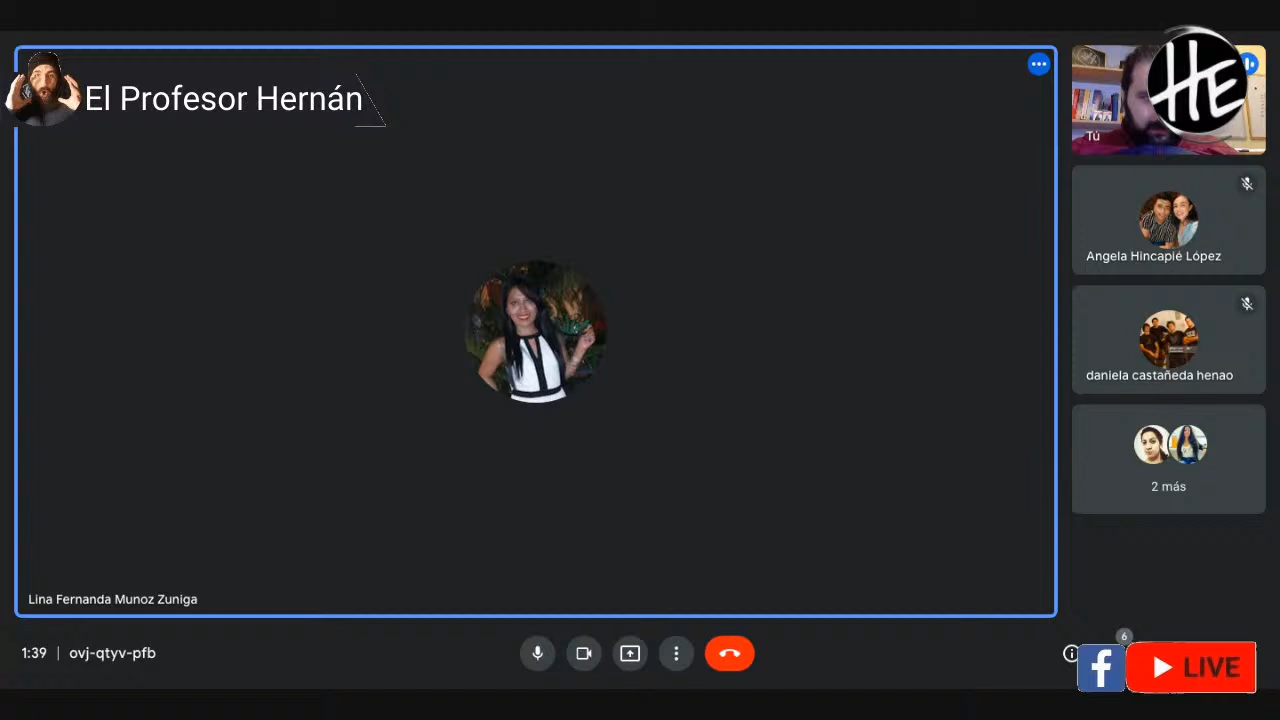 El Profesor Hernán
HE
Tú
Angela Hincapié López
daniela castañeda henao
2 más
Lina Fernanda Munoz Zuniga
1:39 | ovj-qtyv-pfb
6
f LIVE